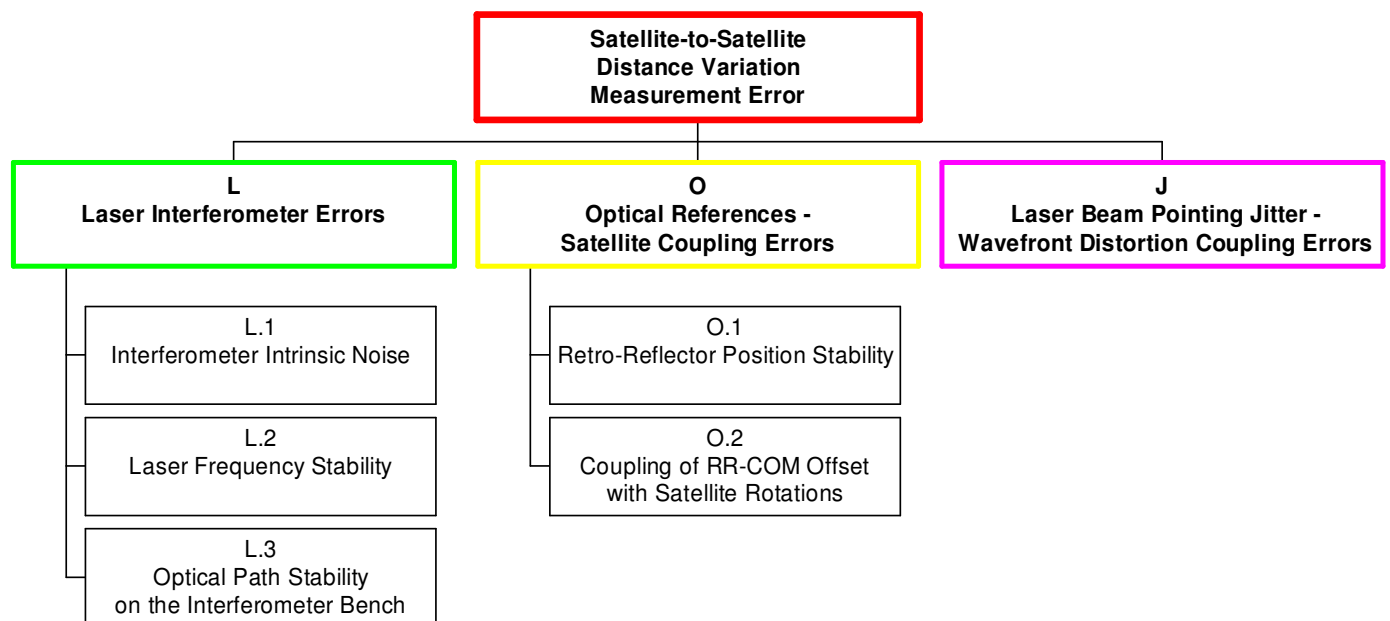 Satellite-to-Satellite
Distance Variation
Measurement Error
L
Laser Interferometer Errors
O
Optical References -
Satellite Coupling Errors
J
Laser Beam Pointing Jitter -
Wavefront Distortion Coupling Errors
L.1
Interferometer Intrinsic Noise
L.2
Laser Frequency Stability
L.3
Optical Path Stability
on the Interferometer Bench
O.1
Retro-Reflector Position Stability
O.2
Coupling of RR-COM Offset
with Satellite Rotations